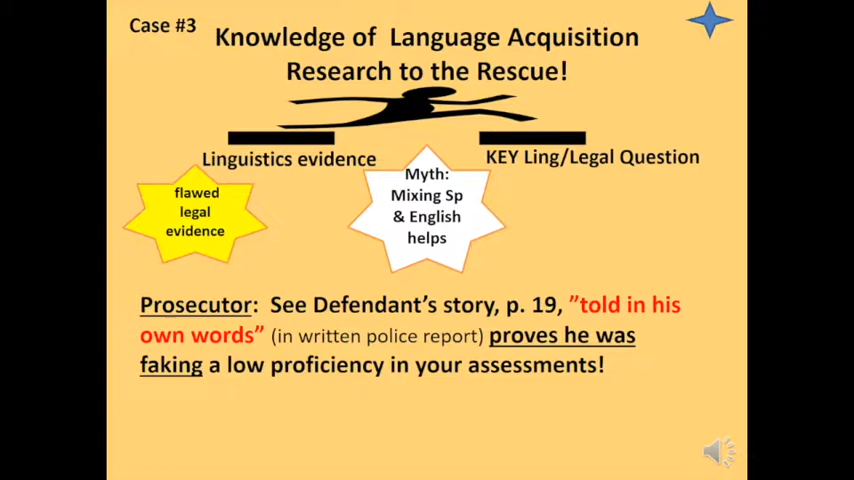 Case #3
Knowledge of Language Acquisition
Research to the Rescue!
Linguistics evidence
KEY Ling/Legal Question
flawed
legal
evidence
Myth:
Mixing Sp
& English
helps
Prosecutor: See Defendant's story, p. 19, "told in his
own words" (in written police report) proves he was
faking a low proficiency in your assessments!